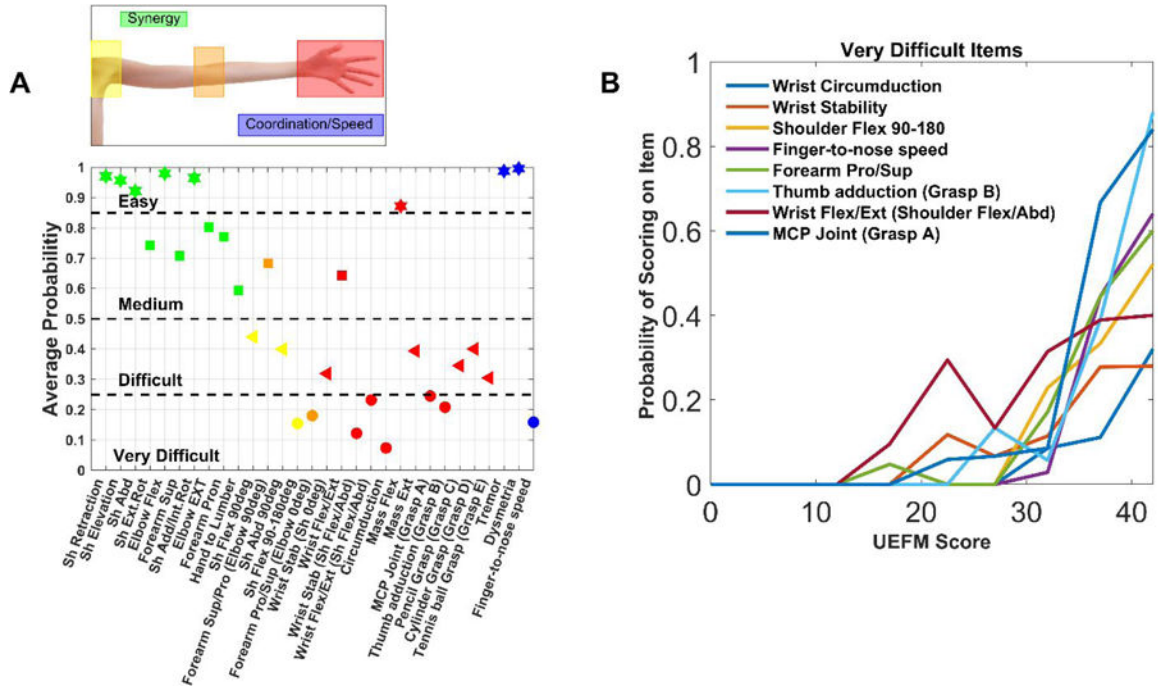 A
Synergy
Coordination/Speed
Average Probabilitiy
1
0.9
0.8
0.7
0.6
0.5
0.4
0.3
0.2
0.1
0
Easy
Medium
Difficult
Very Difficult
Sh Retraction
Sh Elevation
Sh Abd
Sh Ext.Rot
Elbow Flex
Forearm Sup
Sh Add/Int.Rot
Elbow EXT
Forearm Pron
Hand to Lumber
Sh Flex 90deg
Forearm Sup/Pro (Elbow 90deg)
Sh Abd 90deg
Sh Flex 90-180deg
Forearm Pro/Sup (Elbow 0deg)
Wrist Stab (Sh 0deg)
Wrist Flex/Ext
Wrist Stab (Sh Flex/Abd)
Wrist Flex/Ext (Sh Flex/Abd)
Circumduction
Mass Flex
Mass Ext
MCP Joint (Grasp A)
Thumb adduction (Grasp B)
Pencil Grasp (Grasp C)
Cylinder Grasp (Grasp D)
Tennis ball Grasp (Grasp E)
Tremor
Dysmetria
Finger-to-nose speed
B
Very Difficult Items
Wrist Circumduction
Wrist Stability
Shoulder Flex 90-180
Finger-to-nose speed
Forearm Pro/Sup
Thumb adduction (Grasp B)
Wrist Flex/Ext (Shoulder Flex/Abd)
MCP Joint (Grasp A)
Probability of Scoring on Item
1
0.8
0.6
0.4
0.2
0
0 10 20 30 40
UEFM Score